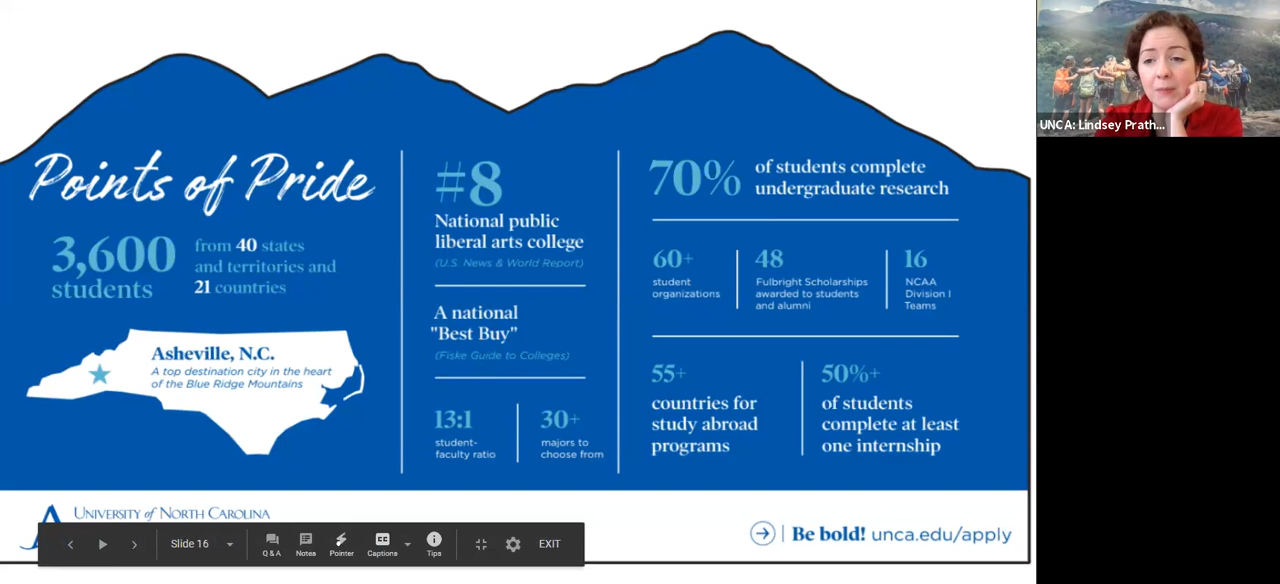 Points of Pride
3,600
students
from 40 states
and territories and
21 countries
Asheville, N.C.
A top destination city in the heart
of the Blue Ridge Mountains
#8
National public
liberal arts college
(U.S. News & World Report)
A national
"Best Buy"
(Fiske Guide to Colleges)
13:1
student-
faculty ratio
30+
majors to
choose from
70%
of students complete
undergraduate research
60+
student
organizations
48
Fulbright Scholarships
awarded to students
and alumni
16
NCAA
Division I
Teams
55+
countries for
study abroad
programs
50%+
of students
complete at least
one internship
UNIVERSITY of NORTH CAROLINA
Be bold! unca.edu/apply
Slide 16
Q & A
Notes
Pointer
Captions
Tips
EXIT
UNCA: Lindsey Prath...